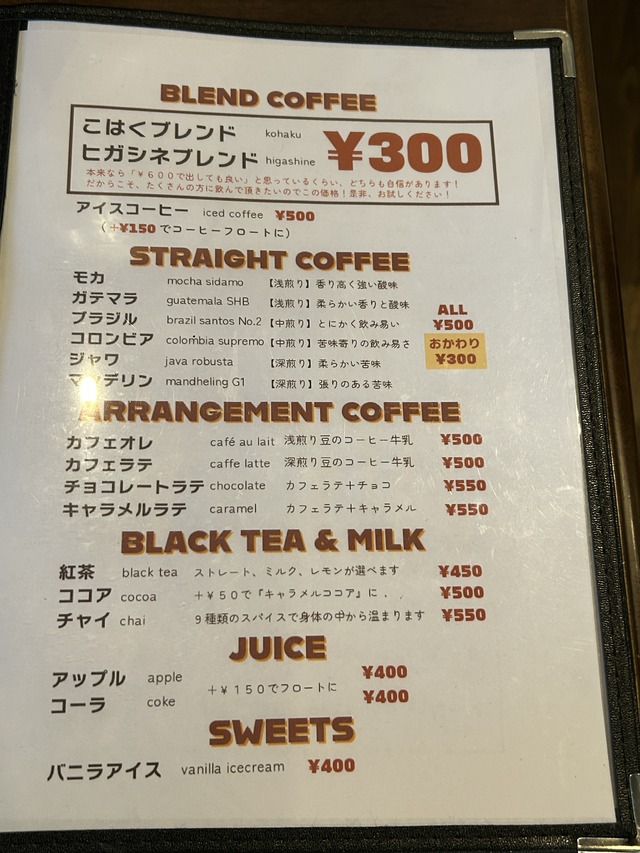 BLEND COFFEE
こはくブレンド kohaku ¥300
ヒガシネブレンド higashine
本来なら「¥６００で出しても良い」と思っているくらい、どちらも自信があります！
だからこそ、たくさんの方に飲んで頂きたいのでこの価格！是非、お試しください！
アイスコーヒー iced coffee ¥500
(+¥150でコーヒーフロートに)
STRAIGHT COFFEE
モカ mocha sidamo 【浅煎り】香り高く強い酸味
ガテマラ guatemala SHB 【浅煎り】柔らかい香りと酸味
ブラジル brazil santos No.2 【中煎り】とにかく飲み易い
コロンビア colombia supremo 【中煎り】苦味寄りの飲み易さ
ジャワ java robusta 【深煎り】柔らかい苦味
マンデリン mandheling G1 【深煎り】張りのある苦味
ALL
¥500
おかわり
¥300
ARRANGEMENT COFFEE
カフェオレ café au lait 浅煎り豆のコーヒー牛乳 ¥500
カフェラテ caffe latte 深煎り豆のコーヒー牛乳 ¥500
チョコレートラテ chocolate カフェラテ＋チョコ ¥550
キャラメルラテ caramel カフェラテ＋キャラメル ¥550
BLACK TEA & MILK
紅茶 black tea ストレート、ミルク、レモンが選べます ¥450
ココア cocoa ＋¥５０で『キャラメルココア』に．． ¥500
チャイ chai ９種類のスパイスで身体の中から温まります ¥550
JUICE
アップル apple ¥400
＋¥１５０でフロートに
コーラ coke ¥400
SWEETS
バニラアイス vanilla icecream ¥400